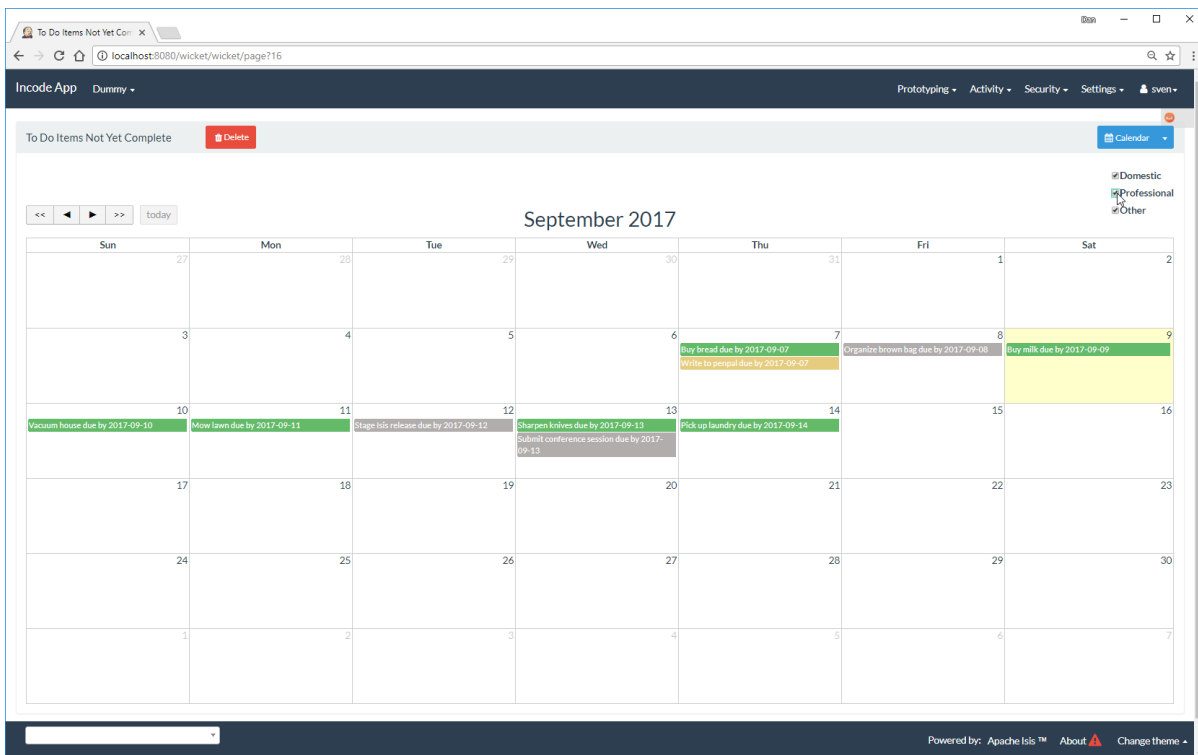 Dan
To Do Items Not Yet Com
localhost:8080/wicket/wicket/page?16
Incode App Dummy Prototyping Activity Security Settings sven
To Do Items Not Yet Complete Delete Calendar
Domestic
Professional
Other
<< >> today
September 2017
Sun Mon Tue Wed Thu Fri Sat
27 28 29 30 31 1 2
3 4 5 6 7 8 9
Buy bread due by 2017-09-07 Organize brown bag due by 2017-09-08 Buy milk due by 2017-09-09
Write to penpal due by 2017-09-07
10 11 12 13 14 15 16
Vacuum house due by 2017-09-10 Mow lawn due by 2017-09-11 Stage Isis release due by 2017-09-12 Sharpen knives due by 2017-09-13 Pick up laundry due by 2017-09-14
Submit conference session due by 2017-
09-13
17 18 19 20 21 22 23
24 25 26 27 28 29 30
1 2 3 4 5 6 7
Powered by: Apache Isis ™ About Change theme